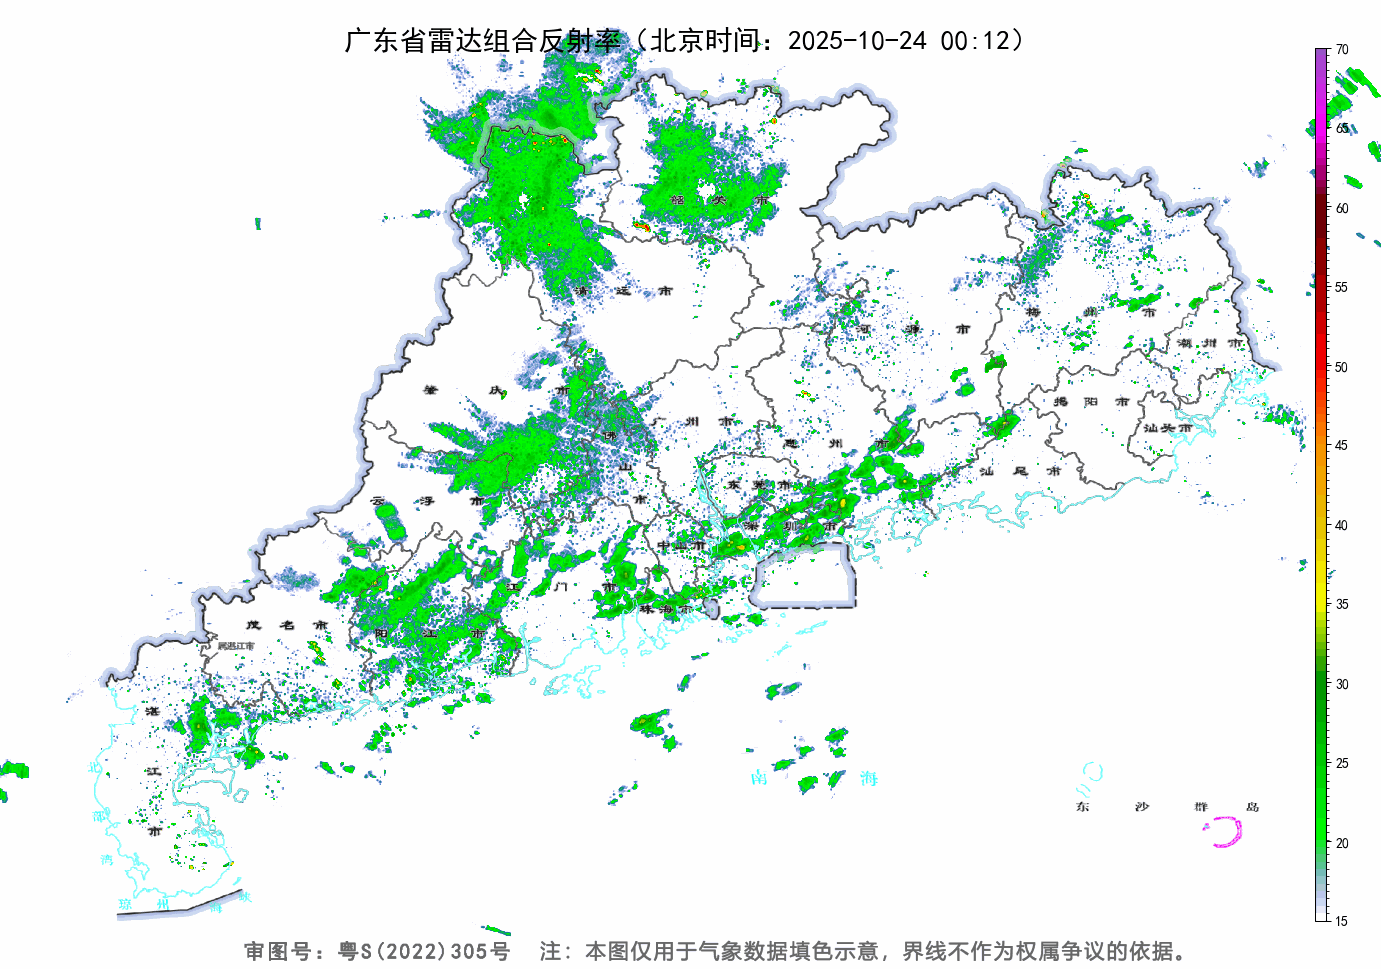 广东省雷达组合反射率（北京时间：2025-10-24 00:12）
70
65
60
55
50
45
40
35
30
25
20
15
韶关市
清远市
河源市
梅州市
潮州市
肇庆市
广州市
惠州市
揭阳市
汕头市
佛山市
云浮市
东莞市
汕尾市
深圳市
中山市
江门市
珠海市
茂名市
阳江市
属湛江市
湛江市
北部湾
南海
东沙群岛
琼州海峡
审图号：粤S(2022)305号 注：本图仅用于气象数据填色示意，界线不作为权属争议的依据。